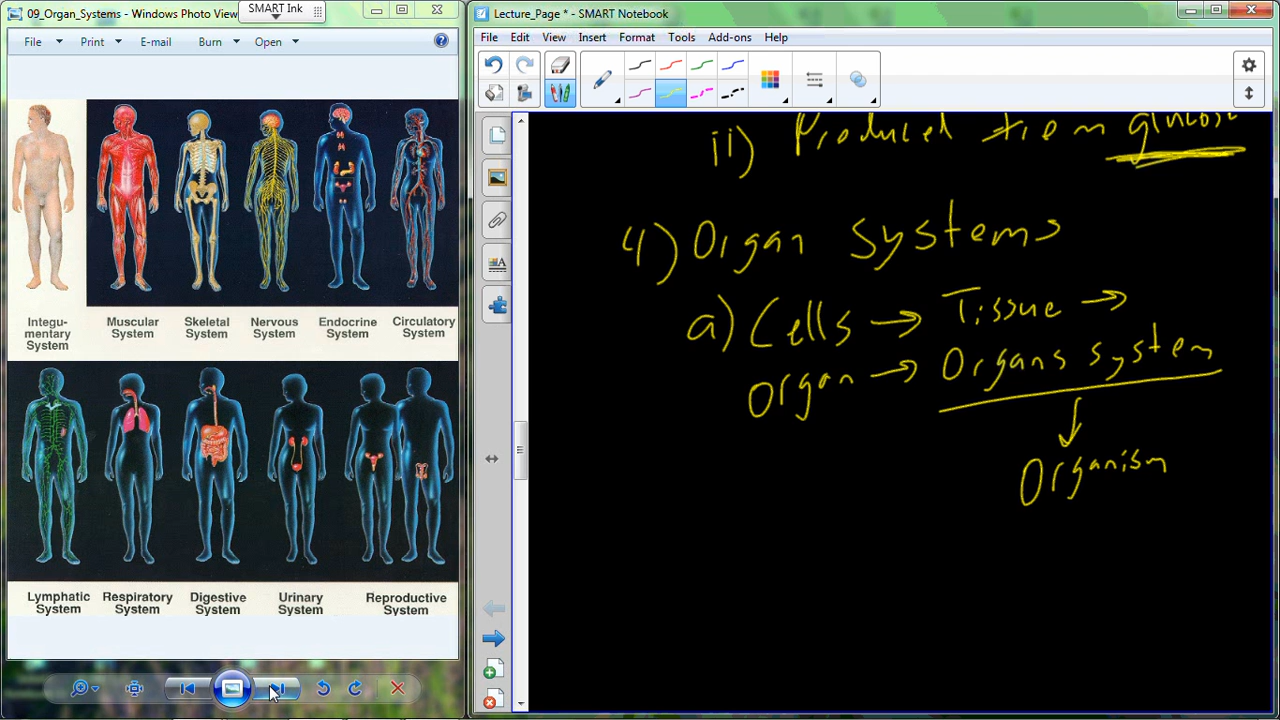 09_Organ_Systems - Windows Photo View
SMART Ink
File Print E-mail Burn Open
Integu-
mentary
System
Muscular
System
Skeletal
System
Nervous
System
Endocrine
System
Circulatory
System
Lymphatic
System
Respiratory
System
Digestive
System
Urinary
System
Reproductive
System
Lecture_Page * - SMART Notebook
File Edit View Insert Format Tools Add-ons Help
ii) Produced from glucose
4) Organ Systems
a) Cells → Tissue →
Organ → Organs system
↓
Organism